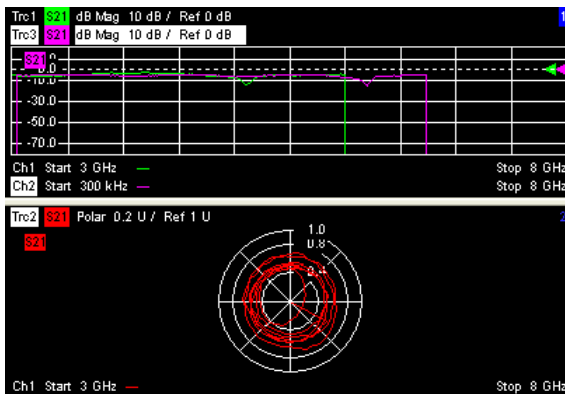 Trc1 S21 dB Mag 10 dB / Ref 0 dB 1
Trc3 S21 dB Mag 10 dB / Ref 0 dB
S21
0.0
-10.0
-30.0
-50.0
-70.0
Ch1 Start 3 GHz Stop 8 GHz
Ch2 Start 300 kHz Stop 8 GHz
Trc2 S21 Polar 0.2 U / Ref 1 U 2
S21
1.0
0.8
0.4
Ch1 Start 3 GHz Stop 8 GHz